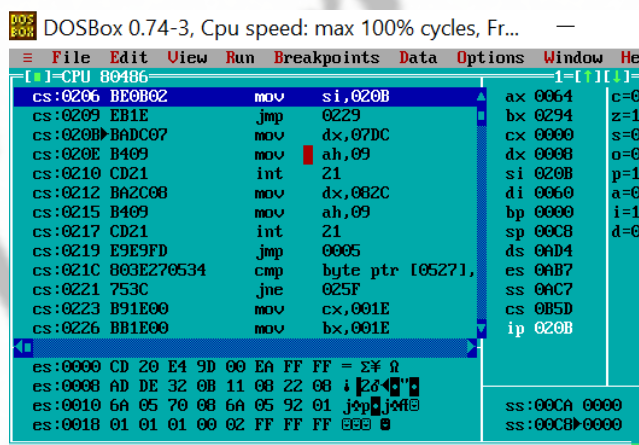 DOSBox 0.74-3, Cpu speed: max 100% cycles, Fr...
≡ File Edit View Run Breakpoints Data Options Window He
[■]=CPU 80486 1=[↑][↓]=
cs:0206 BE0B02 mov si,020B ax 0064 c=0
cs:0209 EB1E jmp 0229 bx 0294 z=1
cs:020B▶BADC07 mov dx,07DC cx 0000 s=0
cs:020E B409 mov ah,09 dx 0008 o=0
cs:0210 CD21 int 21 si 020B p=1
cs:0212 BA2C08 mov dx,082C di 0060 a=0
cs:0215 B409 mov ah,09 bp 0000 i=1
cs:0217 CD21 int 21 sp 00C8 d=0
cs:0219 E9E9FD jmp 0005 ds 0AD4
cs:021C 803E270534 cmp byte ptr [0527], es 0AB7
cs:0221 753C jne 025F ss 0AC7
cs:0223 B91E00 mov cx,001E cs 0B5D
cs:0226 BB1E00 mov bx,001E ip 020B
es:0000 CD 20 E4 9D 00 EA FF FF = Σ¥ Ω
es:0008 AD DE 32 0B 11 08 22 08
es:0010 6A 05 70 08 6A 05 92 01 ss:00CA 0000
es:0018 01 01 01 00 02 FF FF FF ss:00C8▶0000